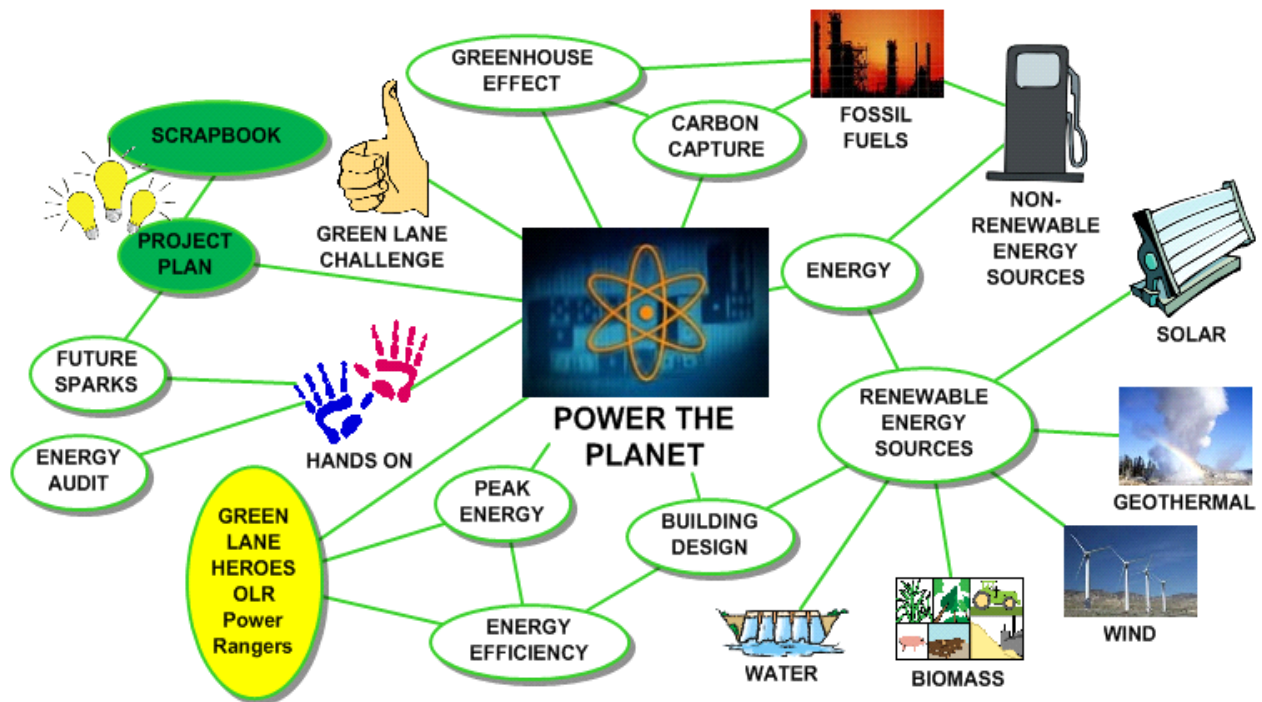 GREENHOUSE
EFFECT
SCRAPBOOK
CARBON
CAPTURE
FOSSIL
FUELS
NON-
RENEWABLE
ENERGY
SOURCES
GREEN LANE
CHALLENGE
PROJECT
PLAN
ENERGY
SOLAR
FUTURE
SPARKS
RENEWABLE
ENERGY
SOURCES
POWER THE
PLANET
ENERGY
AUDIT
HANDS ON
GEOTHERMAL
PEAK
ENERGY
BUILDING
DESIGN
GREEN
LANE
HEROES
OLR
Power
Rangers
ENERGY
EFFICIENCY
WIND
WATER
BIOMASS